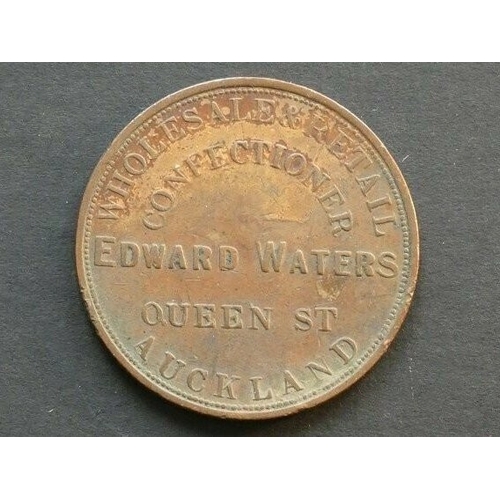 WHOLESALE & RETAIL
CONFECTIONER
EDWARD WATERS
QUEEN ST
AUCKLAND